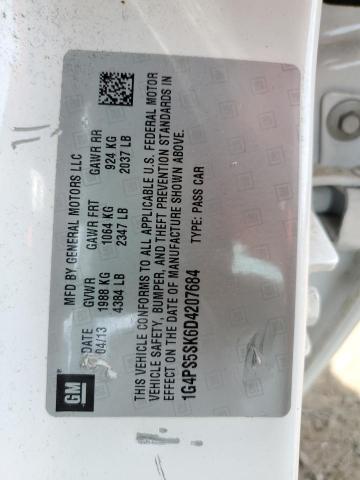 MFD BY GENERAL MOTORS LLC
DATE GVWR GAWR FRT GAWR RR
04/13 1988 KG 1064 KG 924 KG
4384 LB 2347 LB 2037 LB
THIS VEHICLE CONFORMS TO ALL APPLICABLE U.S. FEDERAL MOTOR
VEHICLE SAFETY, BUMPER, AND THEFT PREVENTION STANDARDS IN
EFFECT ON THE DATE OF MANUFACTURE SHOWN ABOVE.
1G4PS5SK6D4207684 TYPE: PASS CAR
GM